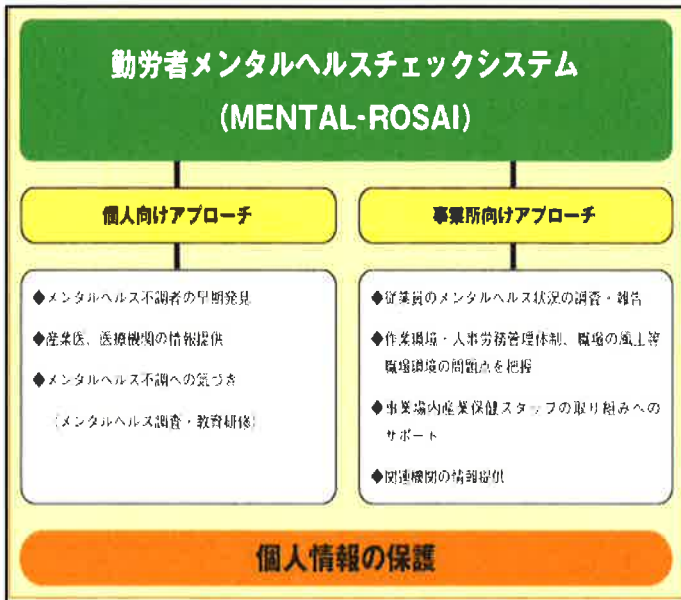 勤労者メンタルヘルスチェックシステム
(MENTAL-ROSAI)
個人向けアプローチ
事業所向けアプローチ
◆メンタルヘルス不調者の早期発見
◆産業医、医療機関の情報提供
◆メンタルヘルス不調への気づき
（メンタルヘルス調査・教育研修）
◆従業員のメンタルヘルス状況の調査・報告
◆作業環境・人事労務管理体制、職場の風土等
職場環境の問題点を把握
◆事業場内産業保健スタッフの取り組みへの
サポート
◆関連機関の情報提供
個人情報の保護